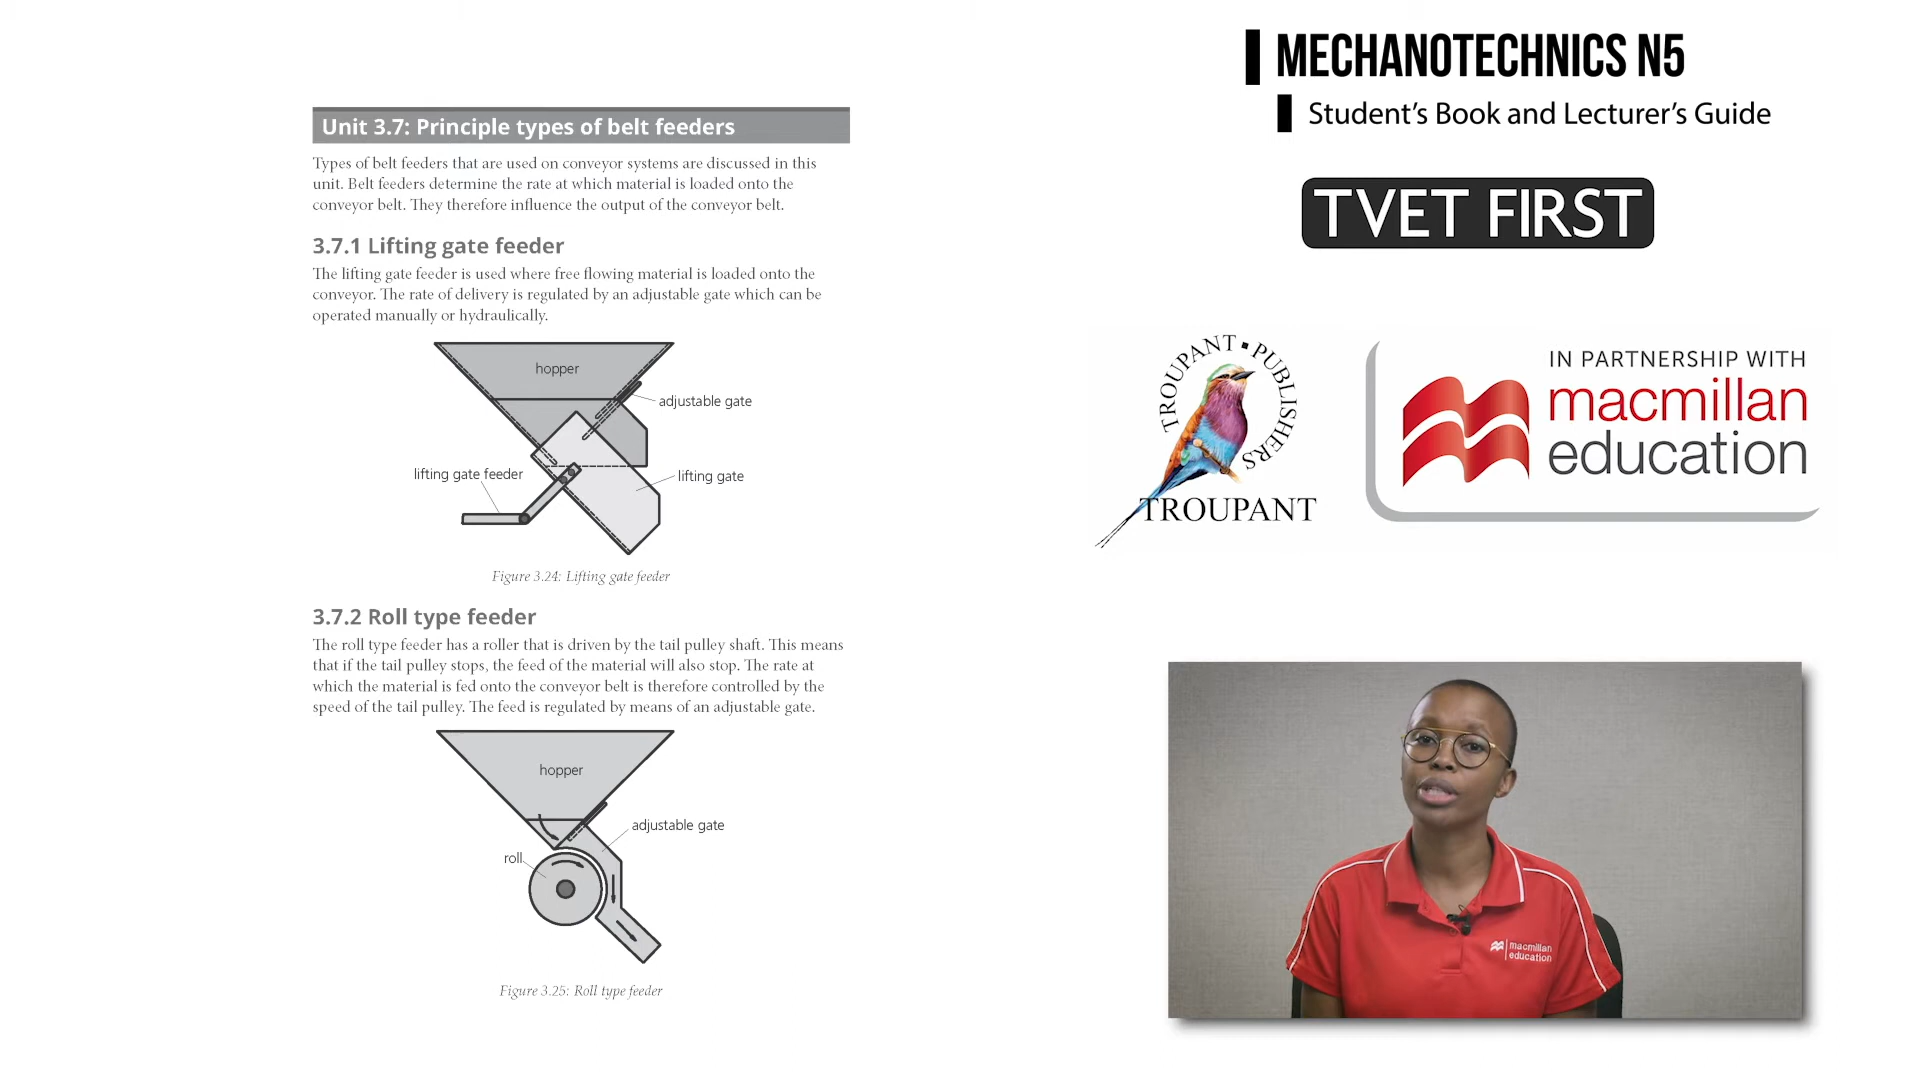 Unit 3.7: Principle types of belt feeders
Types of belt feeders that are used on conveyor systems are discussed in this
unit. Belt feeders determine the rate at which material is loaded onto the
conveyor belt. They therefore influence the output of the conveyor belt.
3.7.1 Lifting gate feeder
The lifting gate feeder is used where free flowing material is loaded onto the
conveyor. The rate of delivery is regulated by an adjustable gate which can be
operated manually or hydraulically.
hopper
adjustable gate
lifting gate feeder
lifting gate
Figure 3.24: Lifting gate feeder
3.7.2 Roll type feeder
The roll type feeder has a roller that is driven by the tail pulley shaft. This means
that if the tail pulley stops, the feed of the material will also stop. The rate at
which the material is fed onto the conveyor belt is therefore controlled by the
speed of the tail pulley. The feed is regulated by means of an adjustable gate.
hopper
adjustable gate
roll
Figure 3.25: Roll type feeder
MECHANOTECHNICS N5
Student's Book and Lecturer's Guide
TVET FIRST
TROUPANT ▪ PUBLISHERS
TROUPANT
IN PARTNERSHIP WITH
macmillan
education
macmillan
education